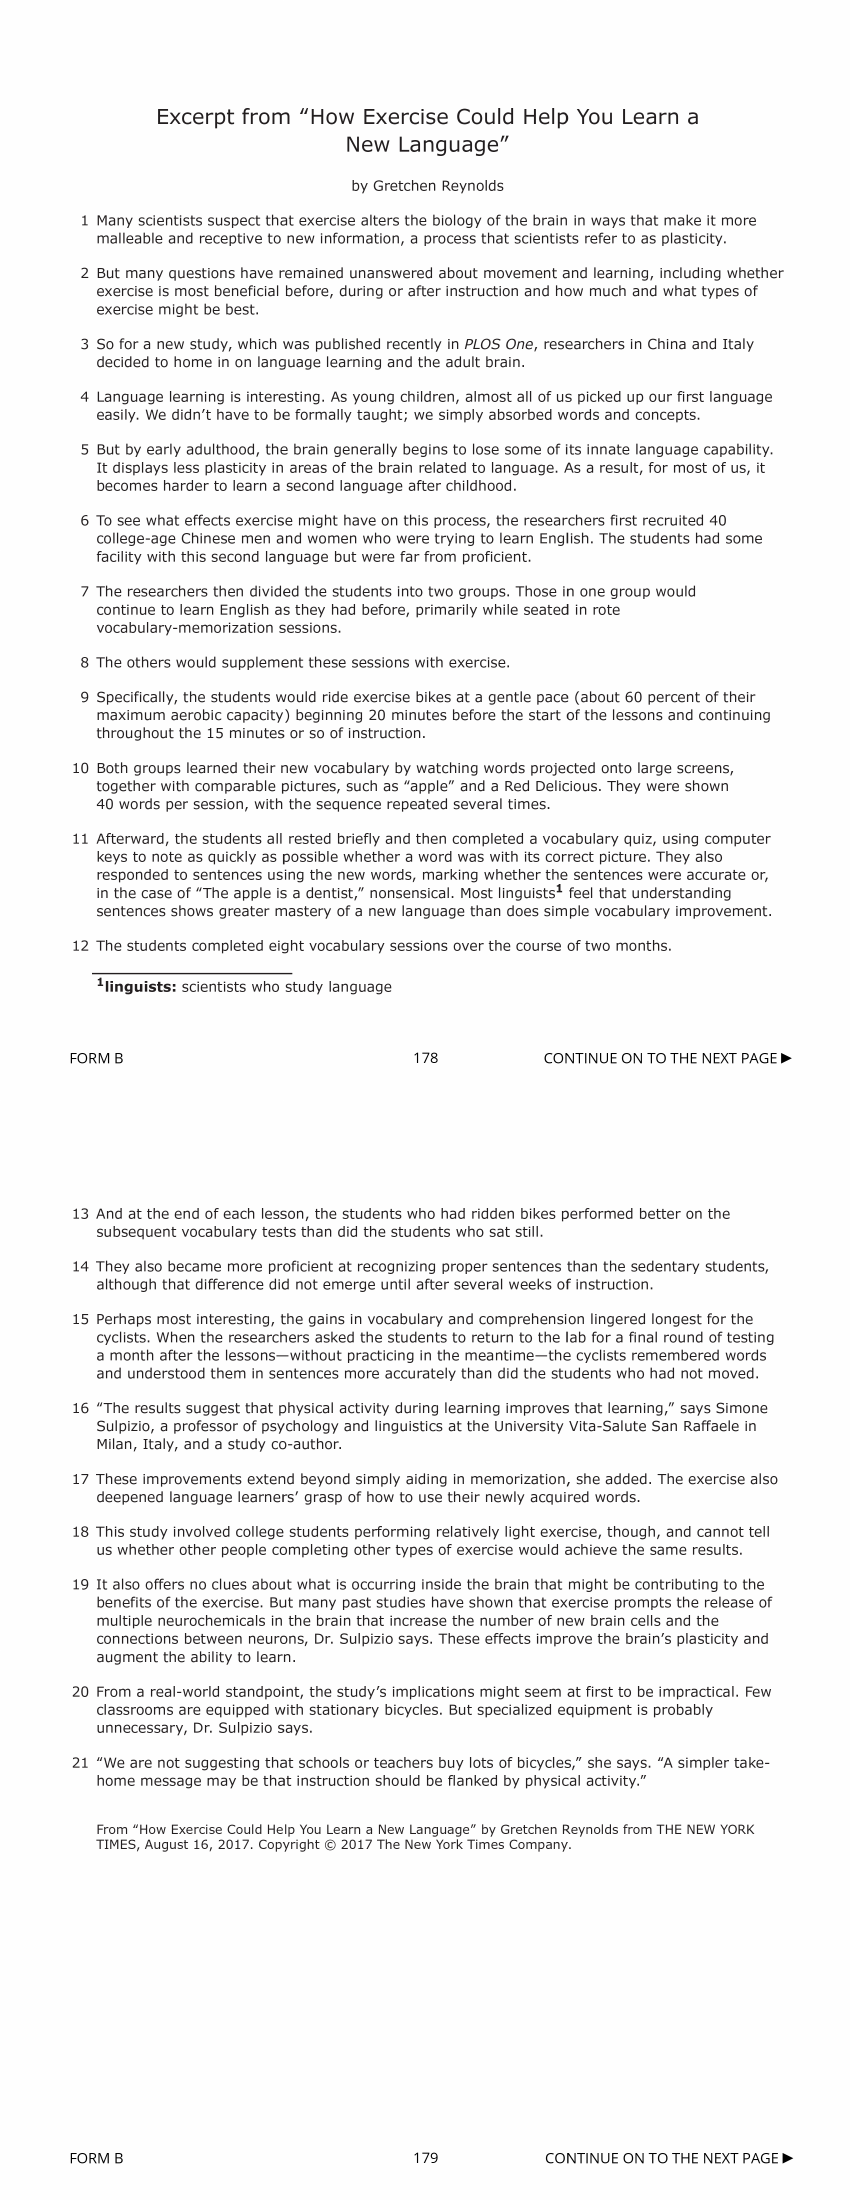 Excerpt from “How Exercise Could Help You Learn a
New Language”
by Gretchen Reynolds
1 Many scientists suspect that exercise alters the biology of the brain in ways that make it more
malleable and receptive to new information, a process that scientists refer to as plasticity.
2 But many questions have remained unanswered about movement and learning, including whether
exercise is most beneficial before, during or after instruction and how much and what types of
exercise might be best.
3 So for a new study, which was published recently in PLOS One, researchers in China and Italy
decided to home in on language learning and the adult brain.
4 Language learning is interesting. As young children, almost all of us picked up our first language
easily. We didn’t have to be formally taught; we simply absorbed words and concepts.
5 But by early adulthood, the brain generally begins to lose some of its innate language capability.
It displays less plasticity in areas of the brain related to language. As a result, for most of us, it
becomes harder to learn a second language after childhood.
6 To see what effects exercise might have on this process, the researchers first recruited 40
college-age Chinese men and women who were trying to learn English. The students had some
facility with this second language but were far from proficient.
7 The researchers then divided the students into two groups. Those in one group would
continue to learn English as they had before, primarily while seated in rote
vocabulary-memorization sessions.
8 The others would supplement these sessions with exercise.
9 Specifically, the students would ride exercise bikes at a gentle pace (about 60 percent of their
maximum aerobic capacity) beginning 20 minutes before the start of the lessons and continuing
throughout the 15 minutes or so of instruction.
10 Both groups learned their new vocabulary by watching words projected onto large screens,
together with comparable pictures, such as “apple” and a Red Delicious. They were shown
40 words per session, with the sequence repeated several times.
11 Afterward, the students all rested briefly and then completed a vocabulary quiz, using computer
keys to note as quickly as possible whether a word was with its correct picture. They also
responded to sentences using the new words, marking whether the sentences were accurate or,
in the case of “The apple is a dentist,” nonsensical. Most linguists1 feel that understanding
sentences shows greater mastery of a new language than does simple vocabulary improvement.
12 The students completed eight vocabulary sessions over the course of two months.
1linguists: scientists who study language
FORM B 178 CONTINUE ON TO THE NEXT PAGE ►
13 And at the end of each lesson, the students who had ridden bikes performed better on the
subsequent vocabulary tests than did the students who sat still.
14 They also became more proficient at recognizing proper sentences than the sedentary students,
although that difference did not emerge until after several weeks of instruction.
15 Perhaps most interesting, the gains in vocabulary and comprehension lingered longest for the
cyclists. When the researchers asked the students to return to the lab for a final round of testing
a month after the lessons—without practicing in the meantime—the cyclists remembered words
and understood them in sentences more accurately than did the students who had not moved.
16 “The results suggest that physical activity during learning improves that learning,” says Simone
Sulpizio, a professor of psychology and linguistics at the University Vita-Salute San Raffaele in
Milan, Italy, and a study co-author.
17 These improvements extend beyond simply aiding in memorization, she added. The exercise also
deepened language learners’ grasp of how to use their newly acquired words.
18 This study involved college students performing relatively light exercise, though, and cannot tell
us whether other people completing other types of exercise would achieve the same results.
19 It also offers no clues about what is occurring inside the brain that might be contributing to the
benefits of the exercise. But many past studies have shown that exercise prompts the release of
multiple neurochemicals in the brain that increase the number of new brain cells and the
connections between neurons, Dr. Sulpizio says. These effects improve the brain’s plasticity and
augment the ability to learn.
20 From a real-world standpoint, the study’s implications might seem at first to be impractical. Few
classrooms are equipped with stationary bicycles. But specialized equipment is probably
unnecessary, Dr. Sulpizio says.
21 “We are not suggesting that schools or teachers buy lots of bicycles,” she says. “A simpler take-
home message may be that instruction should be flanked by physical activity.”
From “How Exercise Could Help You Learn a New Language” by Gretchen Reynolds from THE NEW YORK
TIMES, August 16, 2017. Copyright © 2017 The New York Times Company.
FORM B 179 CONTINUE ON TO THE NEXT PAGE ►